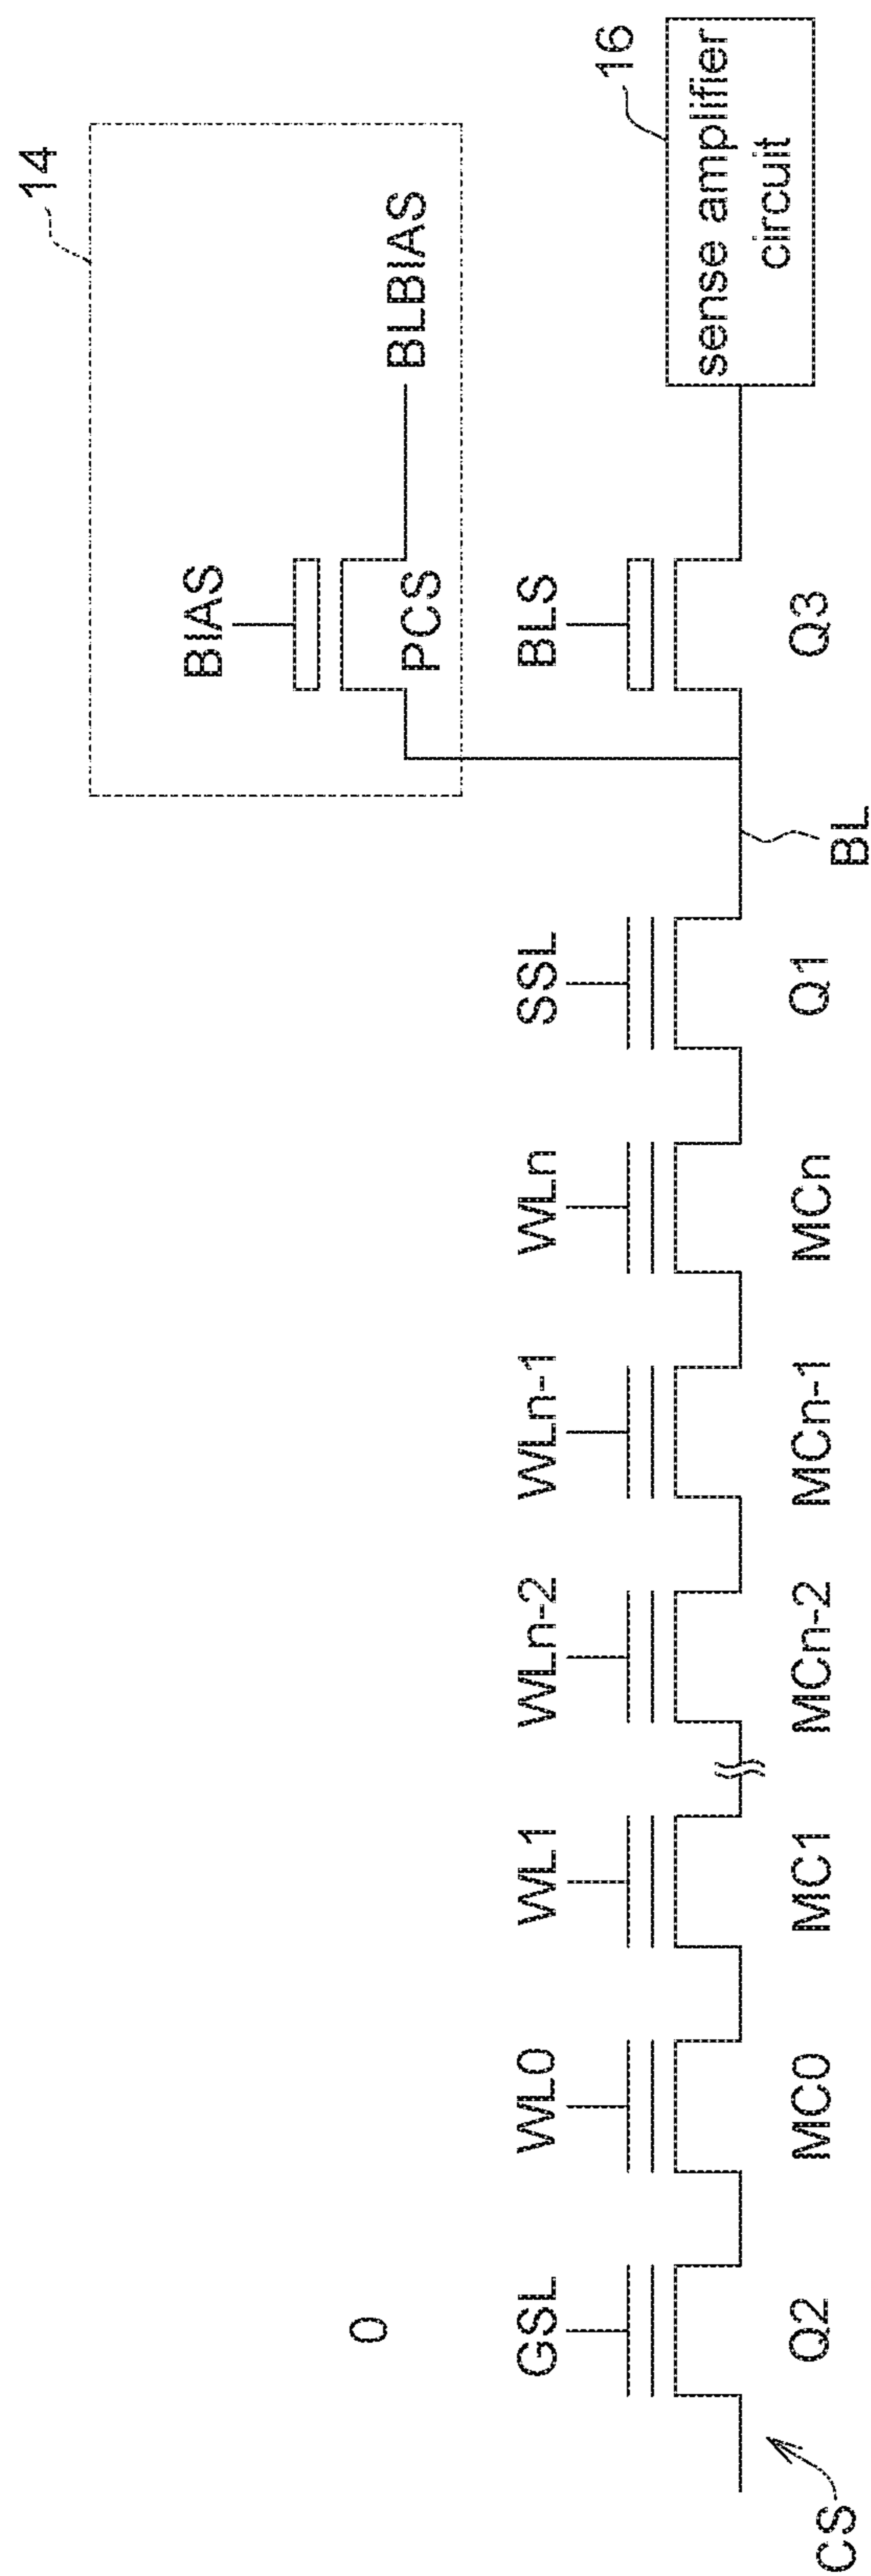 14
BIAS
BLBIAS
PCS
16
sense amplifier
circuit
0
GSL
WL0
WL1
WLn-2
WLn-1
WLn
SSL
BLS
Q2
MC0
MC1
MCn-2
MCn-1
MCn
Q1
Q3
BL
CS